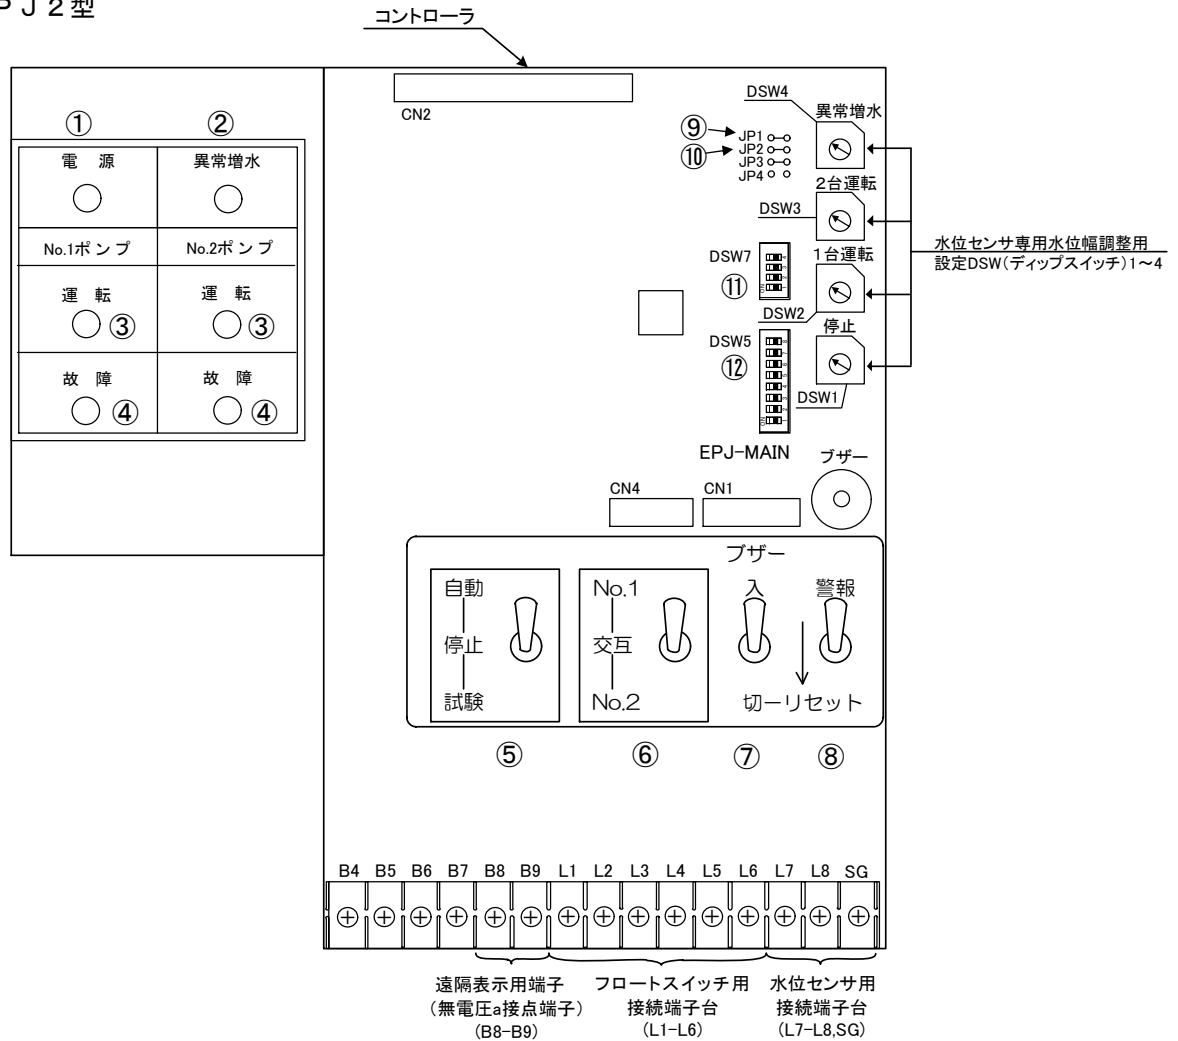 PJ2型
コントローラ
CN2
① ②
電 源 異常増水
No.1ポンプ No.2ポンプ
運 転 運 転
③ ③
故 障 故 障
④ ④
⑨ JP1
⑩ JP2
JP3
JP4
DSW4
異常増水
2台運転
DSW3
1台運転
DSW7
⑪
DSW2
停止
DSW5
⑫
DSW1
水位センサ専用水位幅調整用
設定DSW(ディップスイッチ)1~4
EPJ-MAIN
ブザー
CN4 CN1
ブザー
自動 No.1 入 警報
停止 交互
試験 No.2 切ーリセット
⑤ ⑥ ⑦ ⑧
B4 B5 B6 B7 B8 B9 L1 L2 L3 L4 L5 L6 L7 L8 SG
遠隔表示用端子
(無電圧a接点端子)
(B8-B9)
フロートスイッチ用
接続端子台
(L1-L6)
水位センサ用
接続端子台
(L7-L8,SG)